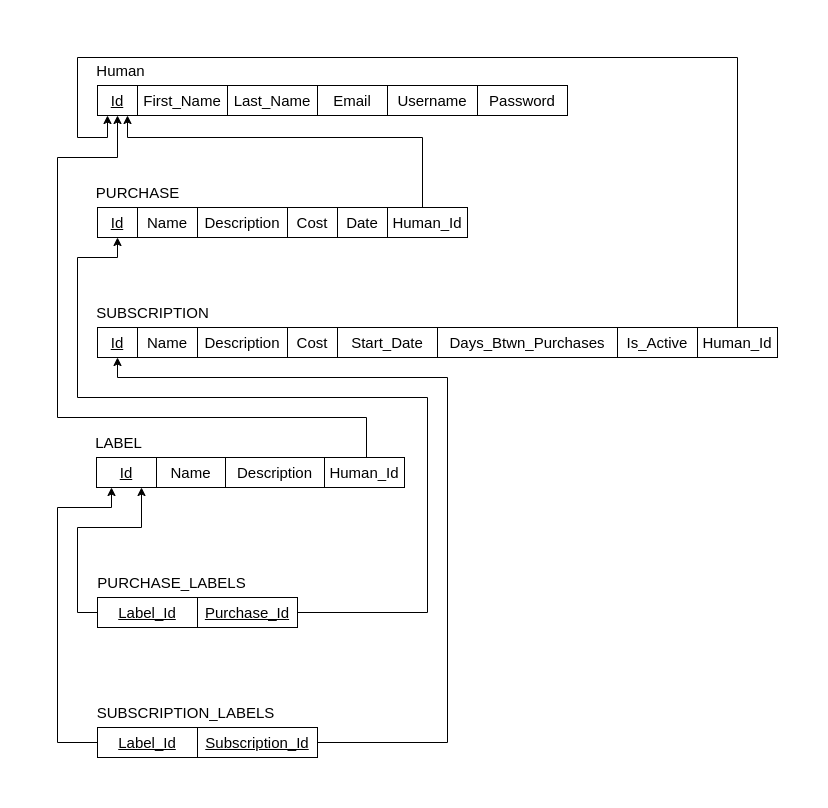 Human
Id First_Name Last_Name Email Username Password
PURCHASE
Id Name Description Cost Date Human_Id
SUBSCRIPTION
Id Name Description Cost Start_Date Days_Btwn_Purchases Is_Active Human_Id
LABEL
Id Name Description Human_Id
PURCHASE_LABELS
Label_Id Purchase_Id
SUBSCRIPTION_LABELS
Label_Id Subscription_Id